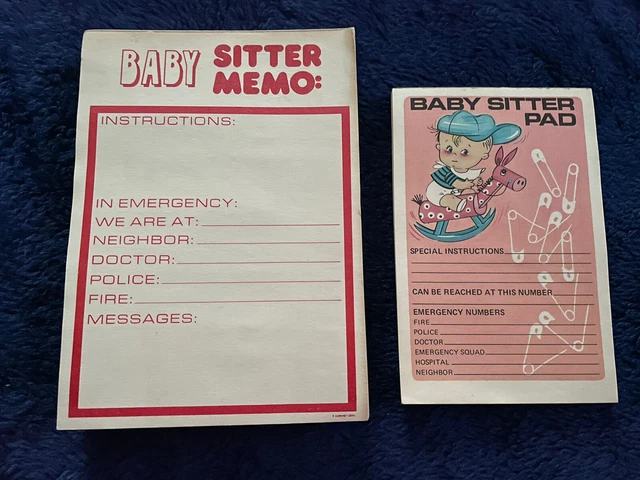 BABY SITTER
MEMO:
INSTRUCTIONS:
IN EMERGENCY:
WE ARE AT:
NEIGHBOR:
DOCTOR:
POLICE:
FIRE:
MESSAGES:
BABY SITTER
PAD
SPECIAL INSTRUCTIONS
CAN BE REACHED AT THIS NUMBER
EMERGENCY NUMBERS
FIRE
POLICE
DOCTOR
EMERGENCY SQUAD
HOSPITAL
NEIGHBOR